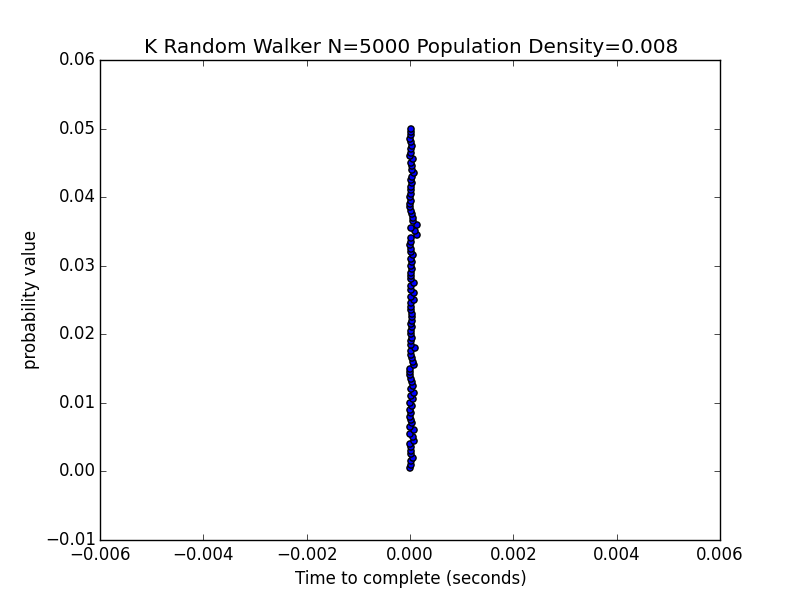 K Random Walker N=5000 Population Density=0.008
0.06
0.05
0.04
0.03
0.02
0.01
0.00
−0.01
probability value
−0.006 −0.004 −0.002 0.000 0.002 0.004 0.006
Time to complete (seconds)